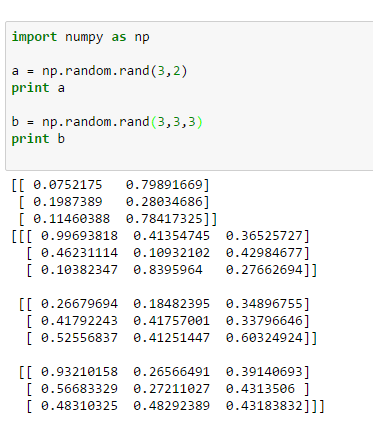 import numpy as np
a = np.random.rand(3,2)
print a
b = np.random.rand(3,3,3)
print b
[[ 0.0752175   0.79891669]
 [ 0.1987389   0.28034686]
 [ 0.11460388  0.78417325]]
[[[ 0.99693818  0.41354745  0.36525727]
  [ 0.46231114  0.10932102  0.42984677]
  [ 0.10382347  0.8395964   0.27662694]]
 [[ 0.26679694  0.18482395  0.34896755]
  [ 0.41792243  0.41757001  0.33796646]
  [ 0.52556837  0.41251447  0.60324924]]
 [[ 0.93210158  0.26566491  0.39140693]
  [ 0.56683329  0.27211027  0.4313506 ]
  [ 0.48310325  0.48292389  0.43183832]]]